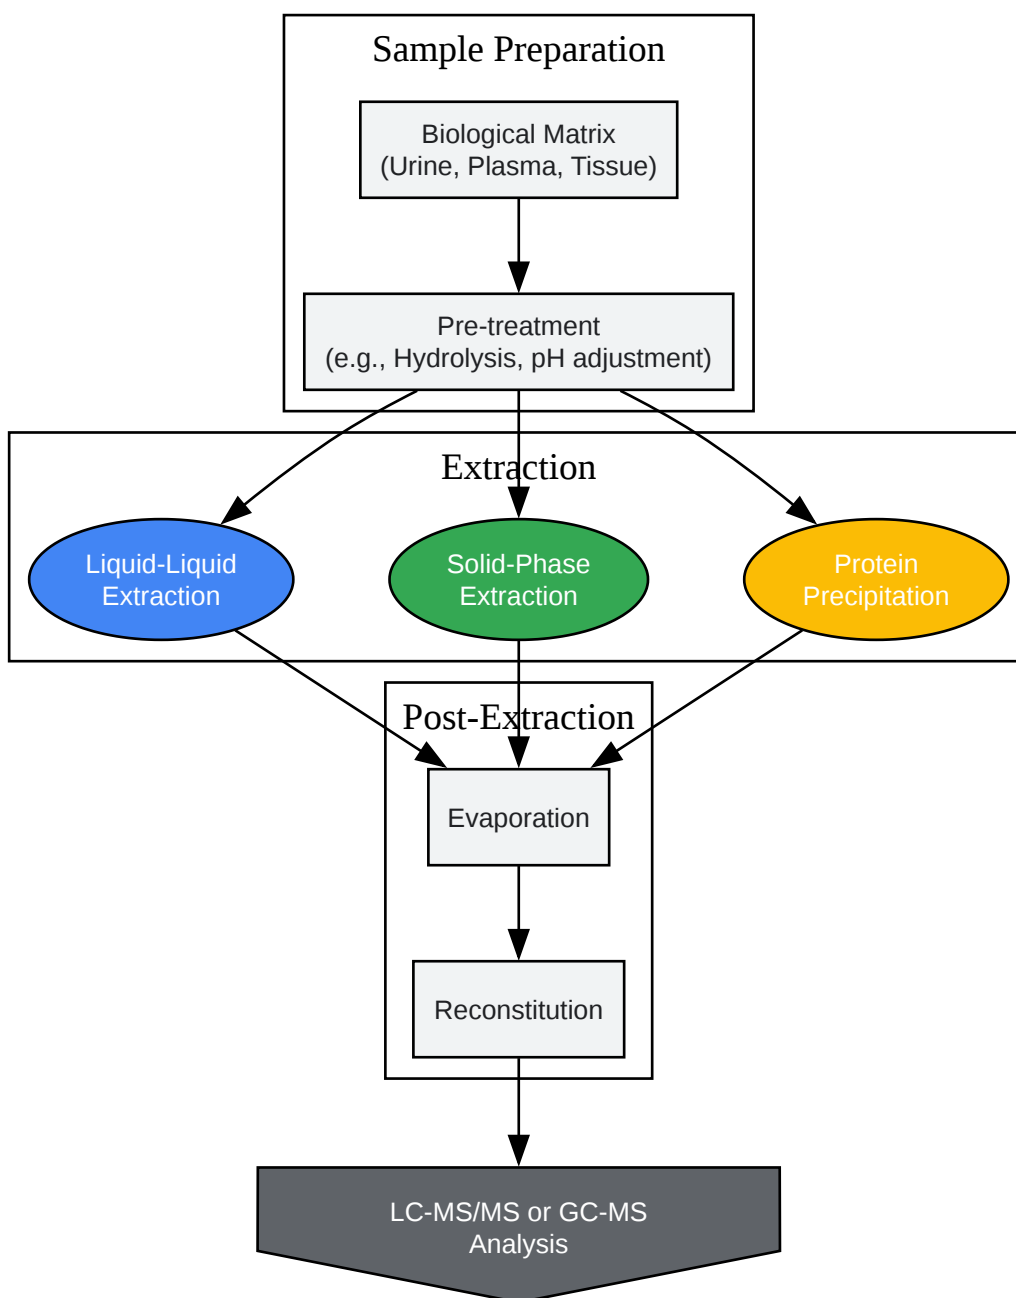 Sample Preparation
Biological Matrix
(Urine, Plasma, Tissue)
Pre-treatment
(e.g., Hydrolysis, pH adjustment)
Extraction
Liquid-Liquid
Extraction
Solid-Phase
Extraction
Protein
Precipitation
Post-Extraction
Evaporation
Reconstitution
LC-MS/MS or GC-MS
Analysis